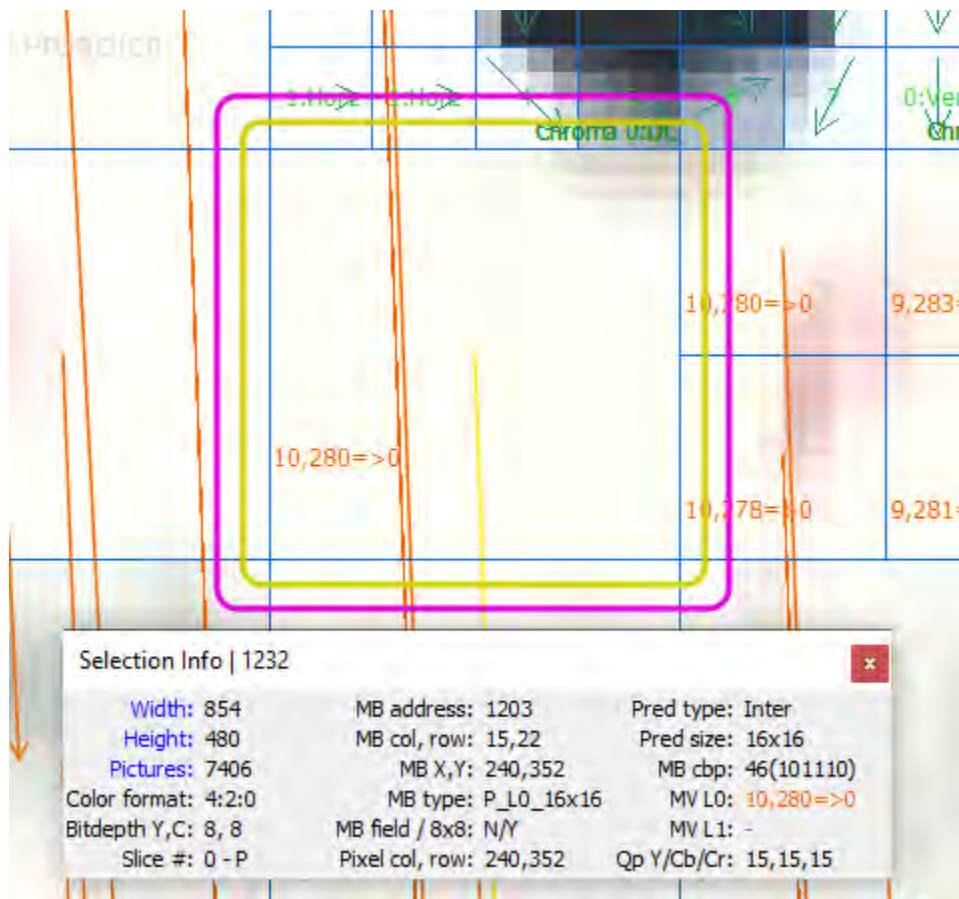 Prediction
1:Horz 1:Horz
0:Ver
Chroma 0:DC
Chr
10,280=>0 9,283=
10,280=>0
10,278=>0 9,281=
Selection Info | 1232
x
Width: 854 MB address: 1203 Pred type: Inter
Height: 480 MB col, row: 15,22 Pred size: 16x16
Pictures: 7406 MB X,Y: 240,352 MB cbp: 46(101110)
Color format: 4:2:0 MB type: P_L0_16x16 MV L0: 10,280=>0
Bitdepth Y,C: 8, 8 MB field / 8x8: N/Y MV L1: -
Slice #: 0 - P Pixel col, row: 240,352 Qp Y/Cb/Cr: 15,15,15